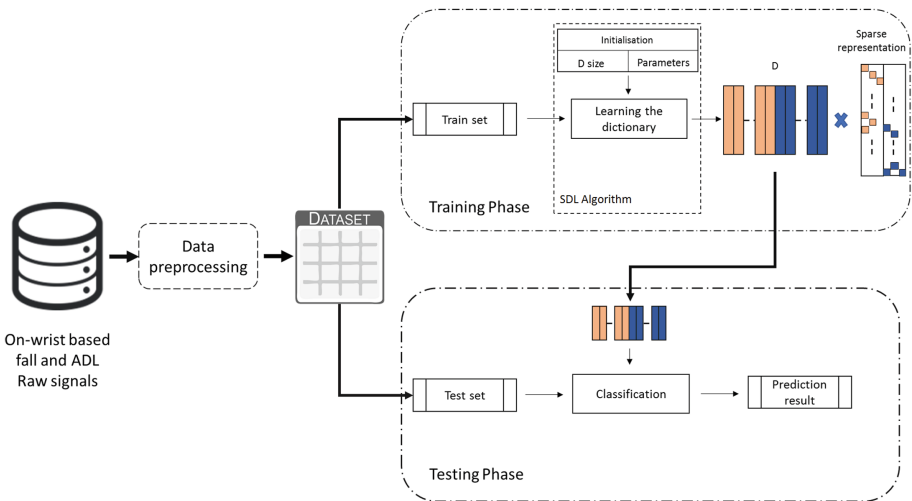 Initialisation
D size
Parameters
Sparse
representation
D
Train set
Learning the
dictionary
SDL Algorithm
Training Phase
DATASET
Data
preprocessing
On-wrist based
fall and ADL
Raw signals
Test set
Classification
Prediction
result
Testing Phase